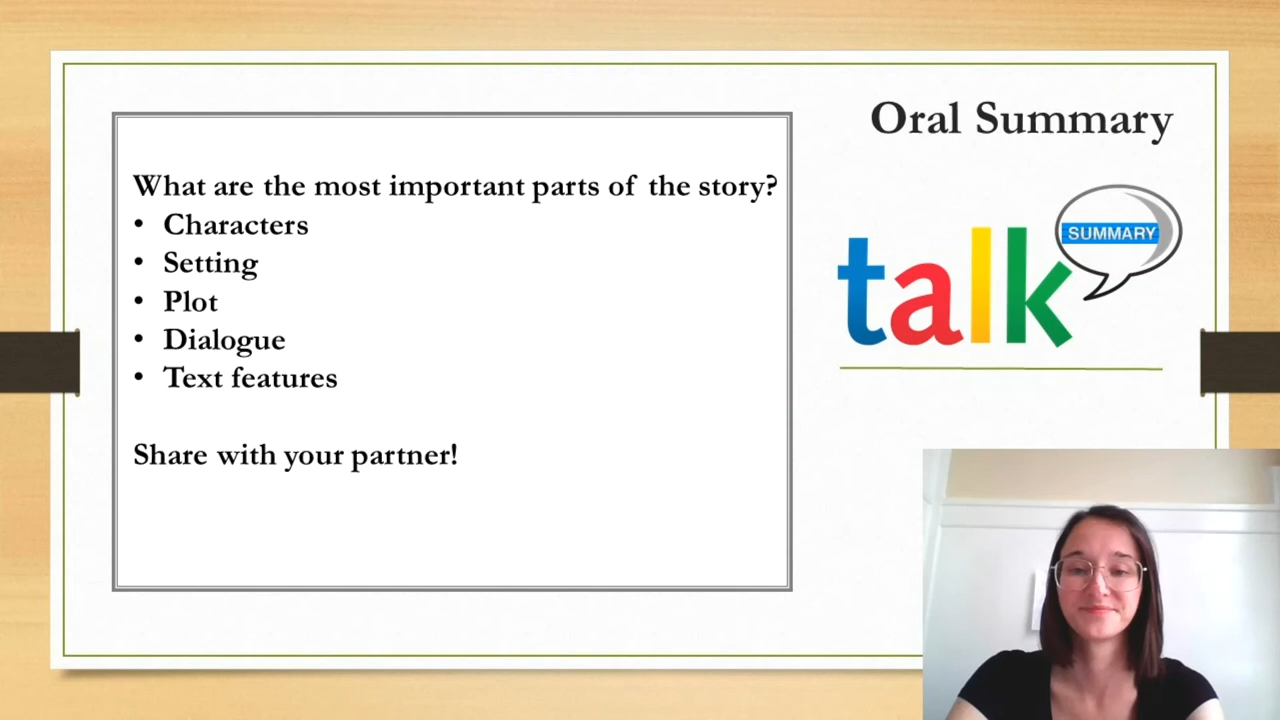 Oral Summary
What are the most important parts of the story?
• Characters
• Setting
• Plot
• Dialogue
• Text features
Share with your partner!
talk
SUMMARY